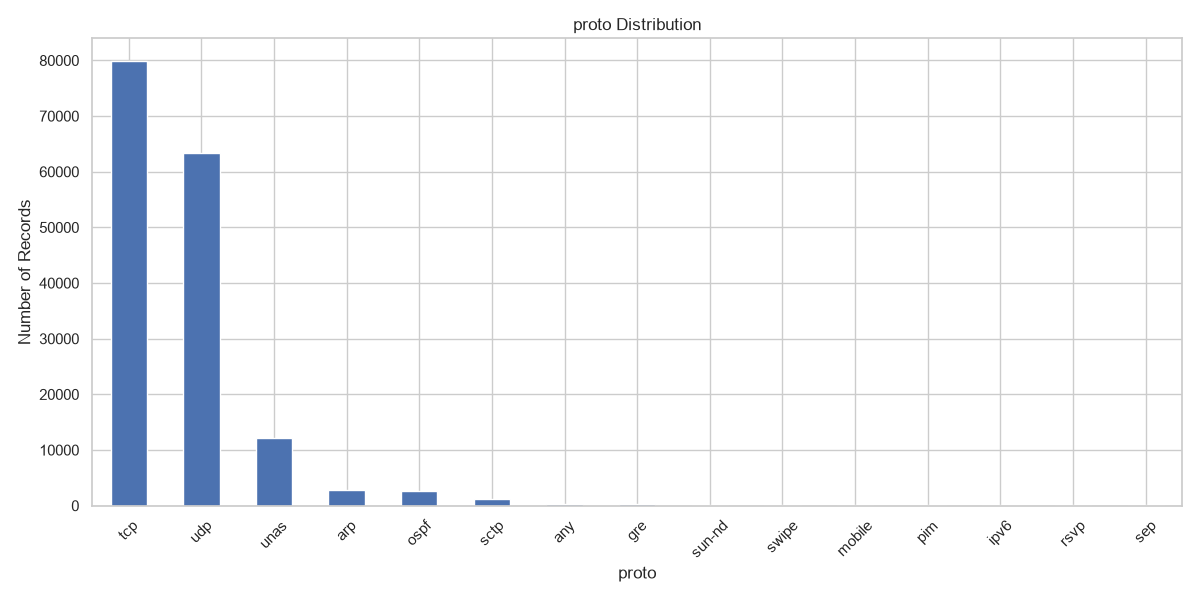 proto Distribution
80000
70000
60000
50000
40000
30000
20000
10000
0
Number of Records
tcp
udp
unas
arp
ospf
sctp
any
gre
sun-nd
swipe
mobile
pim
ipv6
rsvp
sep
proto